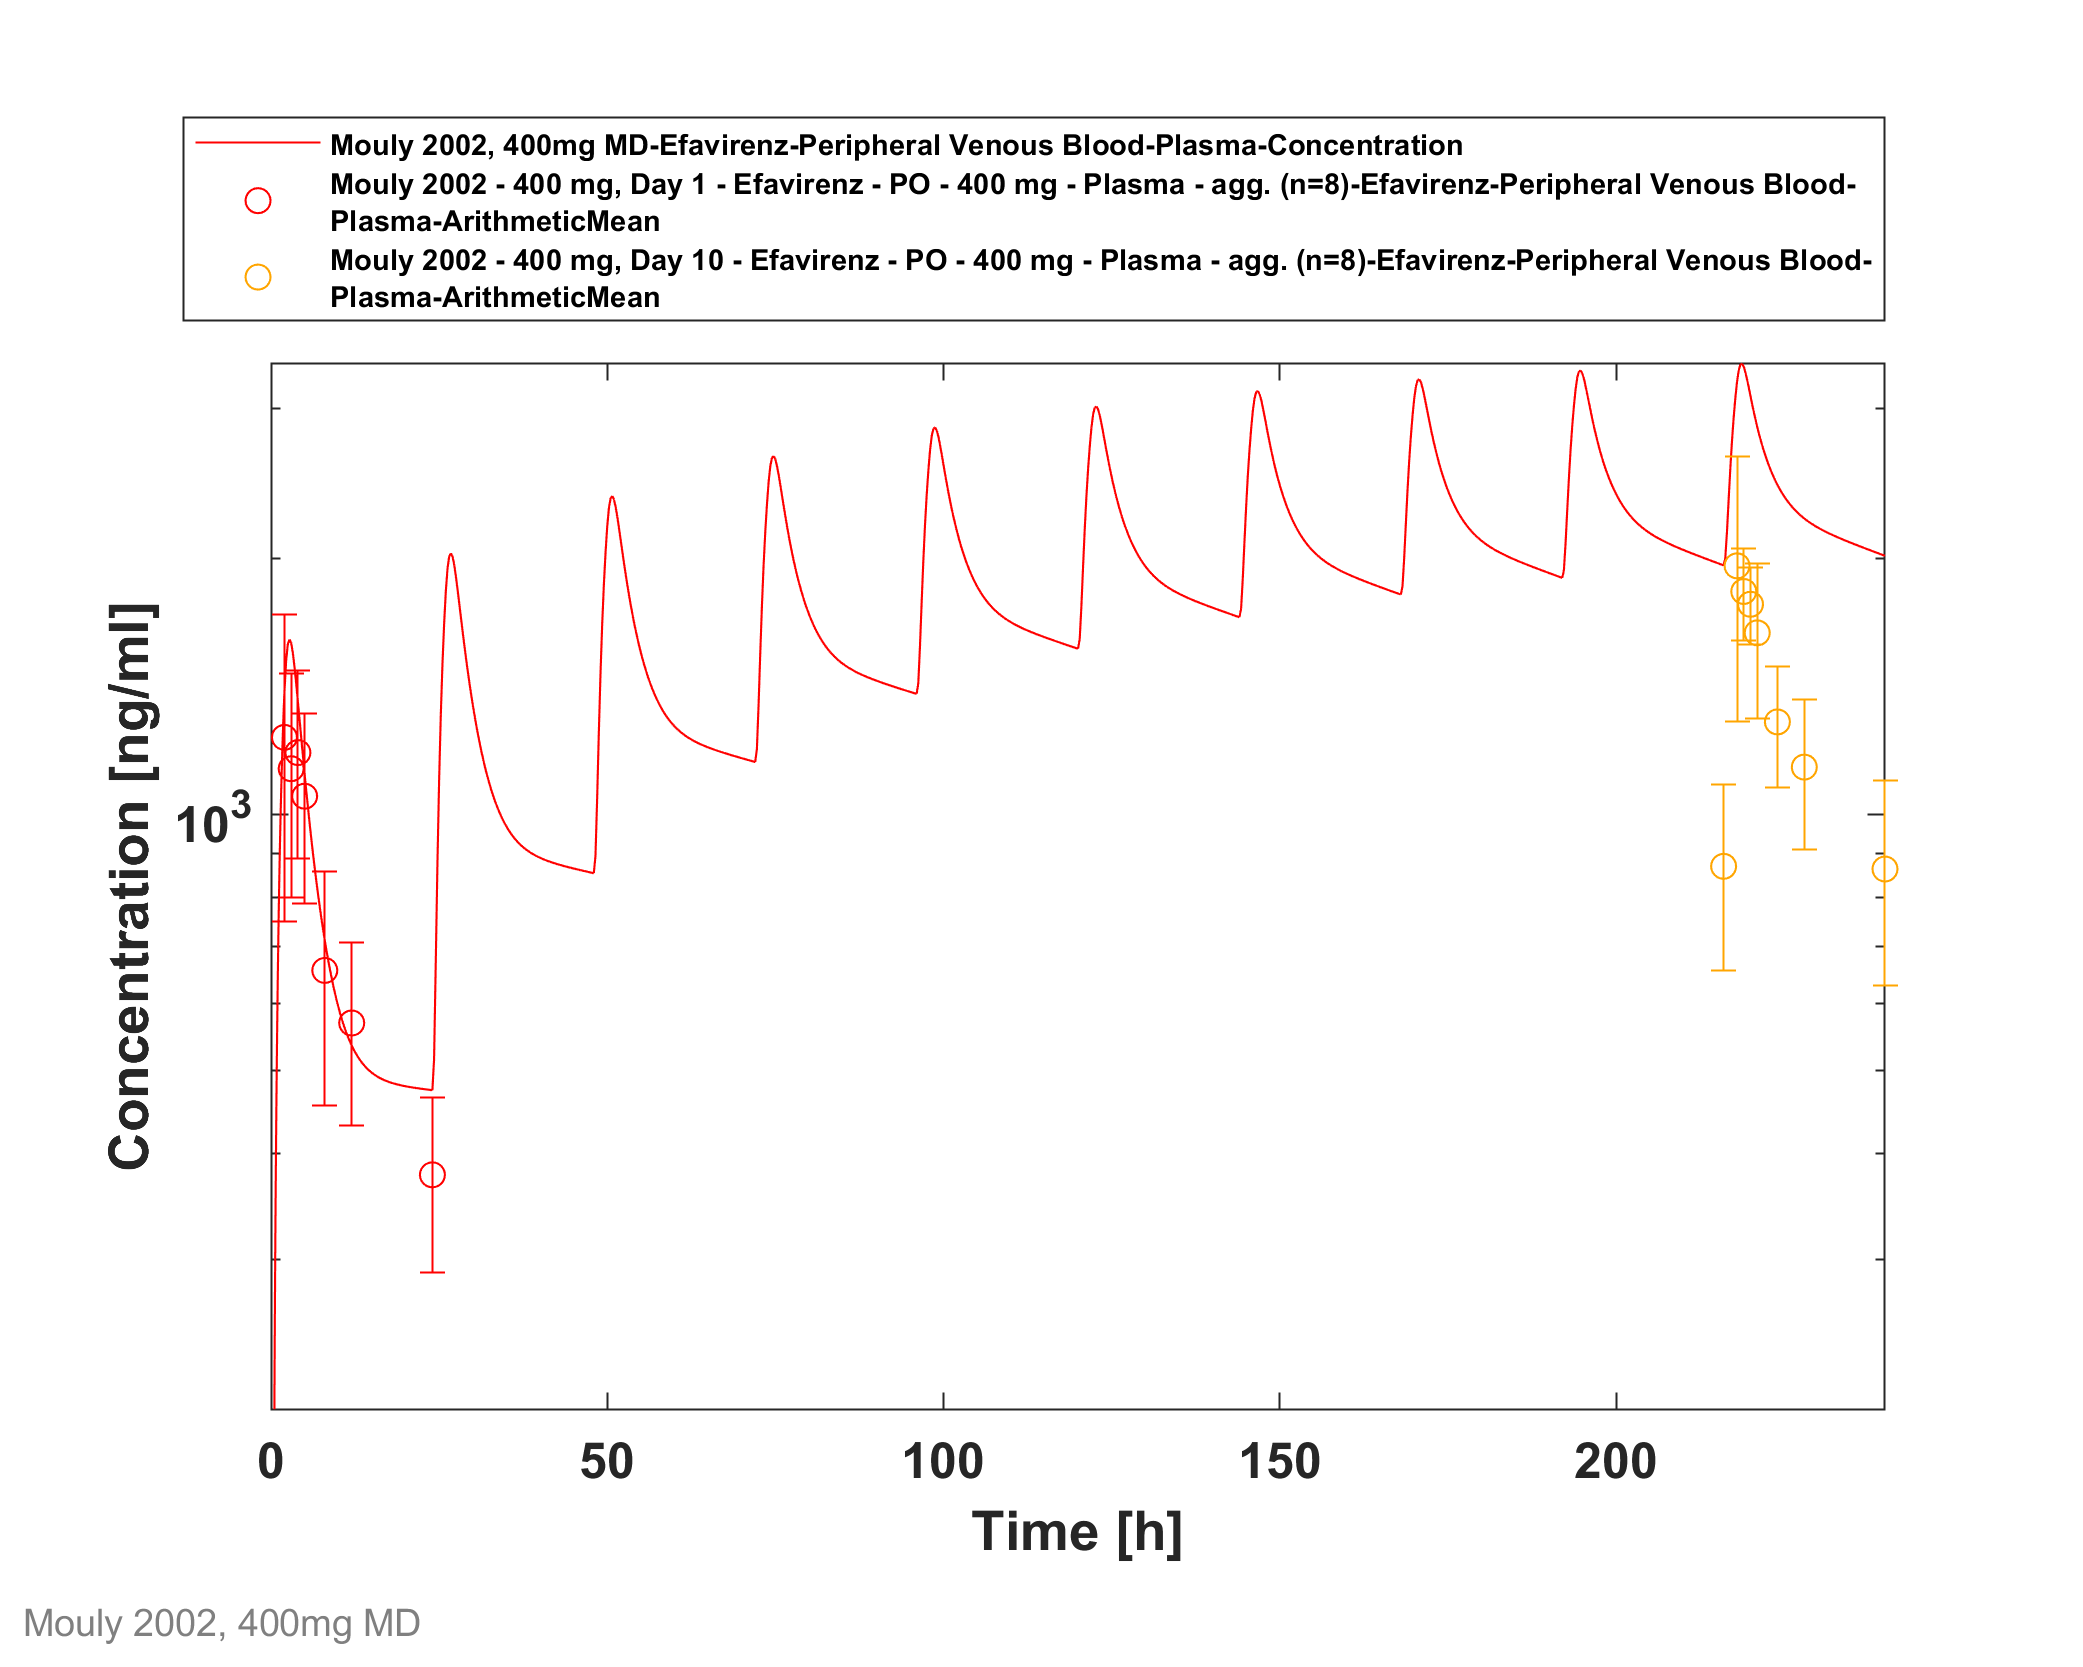 Mouly 2002, 400mg MD-Efavirenz-Peripheral Venous Blood-Plasma-Concentration
Mouly 2002 - 400 mg, Day 1 - Efavirenz - PO - 400 mg - Plasma - agg. (n=8)-Efavirenz-Peripheral Venous Blood-
Plasma-ArithmeticMean
Mouly 2002 - 400 mg, Day 10 - Efavirenz - PO - 400 mg - Plasma - agg. (n=8)-Efavirenz-Peripheral Venous Blood-
Plasma-ArithmeticMean
Concentration [ng/ml]
10^3
0 50 100 150 200
Time [h]
Mouly 2002, 400mg MD